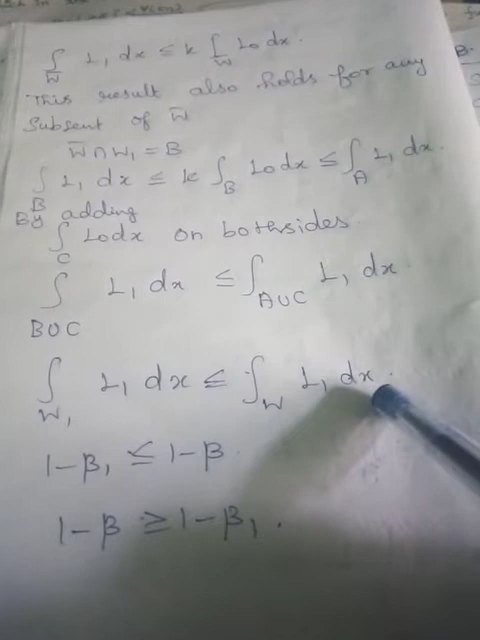 ∫_W̄ L₁ dx ≤ k ∫_W̄ L₀ dx.
This result also holds for any
Subsent of W̄
W̄ ∩ W₁ = B
∫_B L₁ dx ≤ k ∫_B L₀ dx ≤ ∫_A L₁ dx.
By adding
∫_C L₀ dx on bothsides
∫_{B∪C} L₁ dx ≤ ∫_{A∪C} L₁ dx.
∫_{W₁} L₁ dx ≤ ∫_W L₁ dx.
1-β₁ ≤ 1-β.
1-β ≥ 1-β₁.